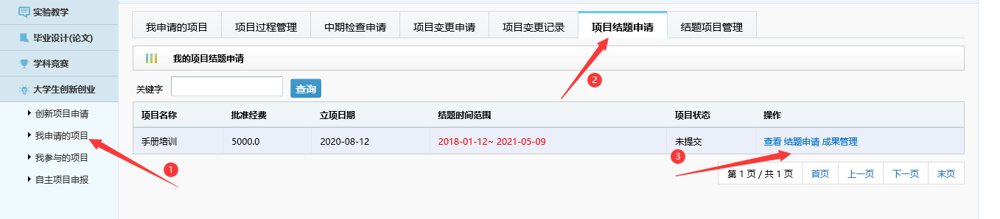 实验教学
毕业设计(论文)
学科竞赛
大学生创新创业
创新项目申请
我申请的项目
我参与的项目
自主项目申报
1
我申请的项目 项目过程管理 中期检查申请 项目变更申请 项目变更记录 项目结题申请 结题项目管理
2
我的项目结题申请
关键字 查询
项目名称 批准经费 立项日期 结题时间范围 项目状态 操作
手册培训 5000.0 2020-08-12 2018-01-12~ 2021-05-09 未提交 查看 结题申请 成果管理
3
第 1 页 / 共 1 页 首页 上一页 下一页 末页